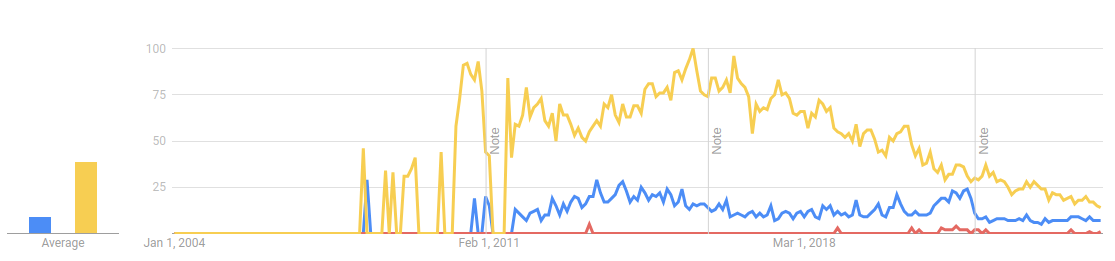 100
75
50
25
Note
Note
Note
Average
Jan 1, 2004
Feb 1, 2011
Mar 1, 2018